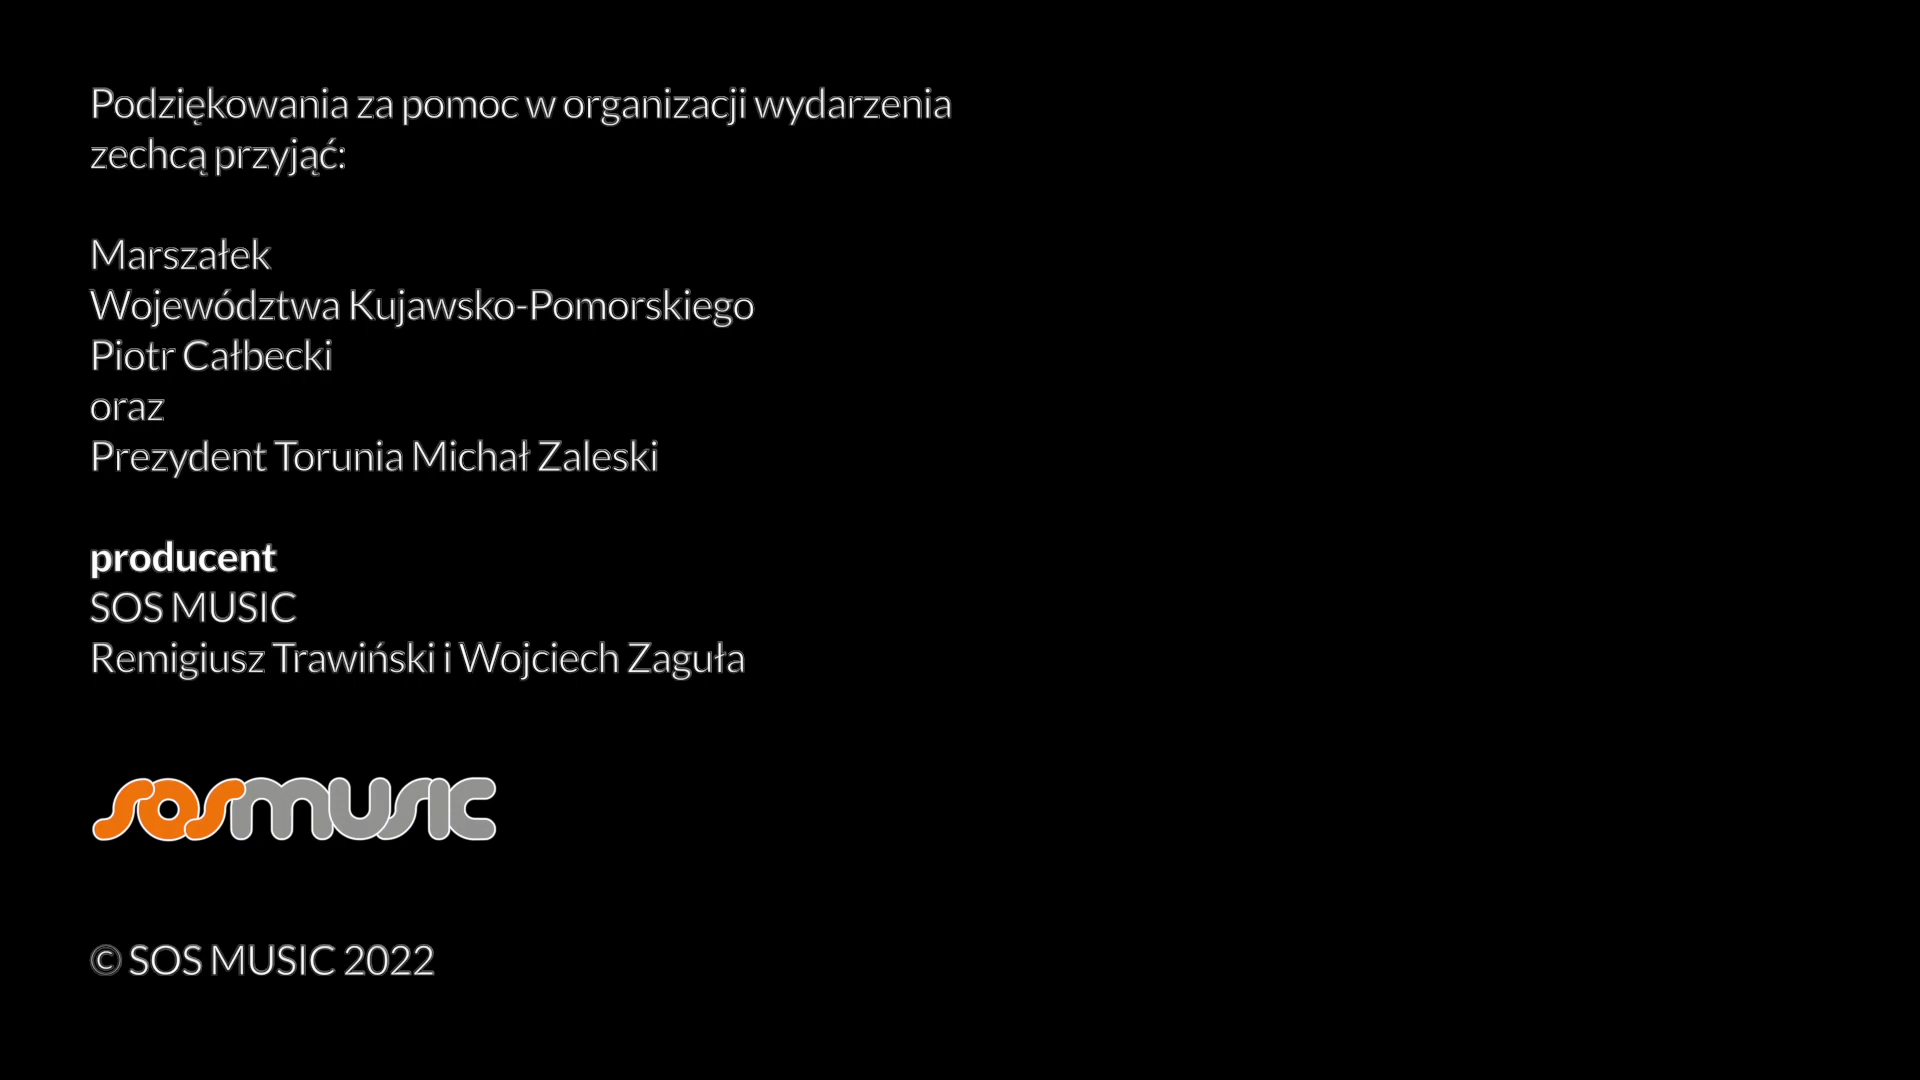 Podziękowania za pomoc w organizacji wydarzenia
zechcą przyjąć:
Marszałek
Województwa Kujawsko-Pomorskiego
Piotr Całbecki
oraz
Prezydent Torunia Michał Zaleski
producent
SOS MUSIC
Remigiusz Trawiński i Wojciech Zaguła
sosmusic
© SOS MUSIC 2022